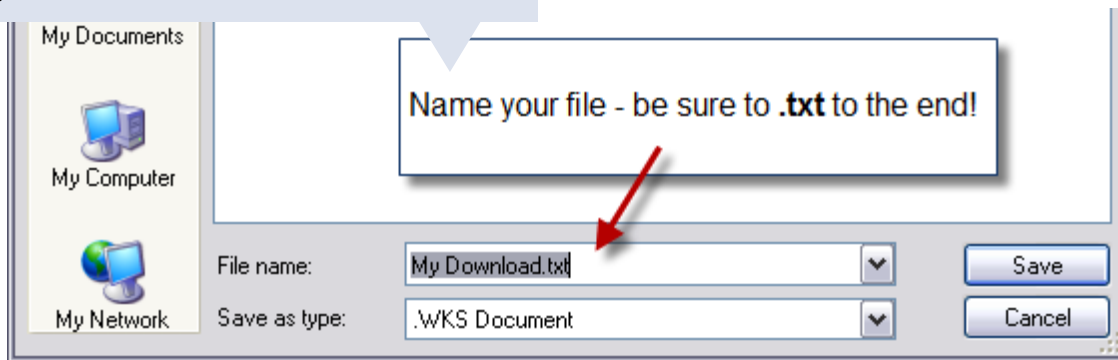 My Documents
Name your file - be sure to .txt to the end!
My Computer
File name:
My Download.txt
Save
My Network
Save as type:
.WKS Document
Cancel